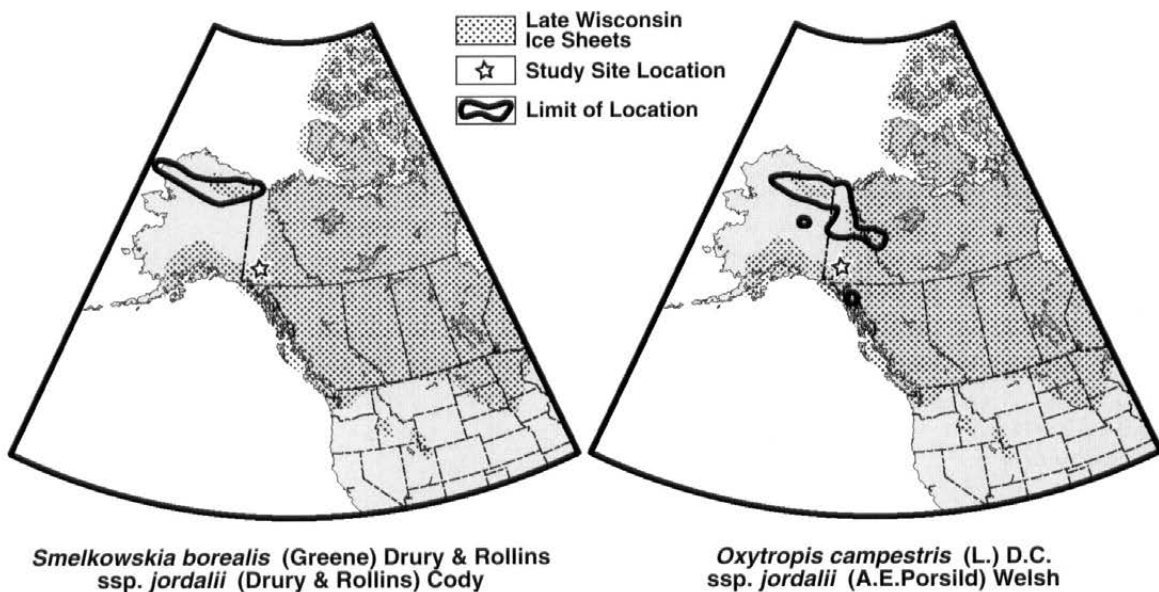 Late Wisconsin
Ice Sheets
Study Site Location
Limit of Location
Smelkowskia borealis (Greene) Drury & Rollins
ssp. jordalii (Drury & Rollins) Cody
Oxytropis campestris (L.) D.C.
ssp. jordalii (A.E.Porsild) Welsh